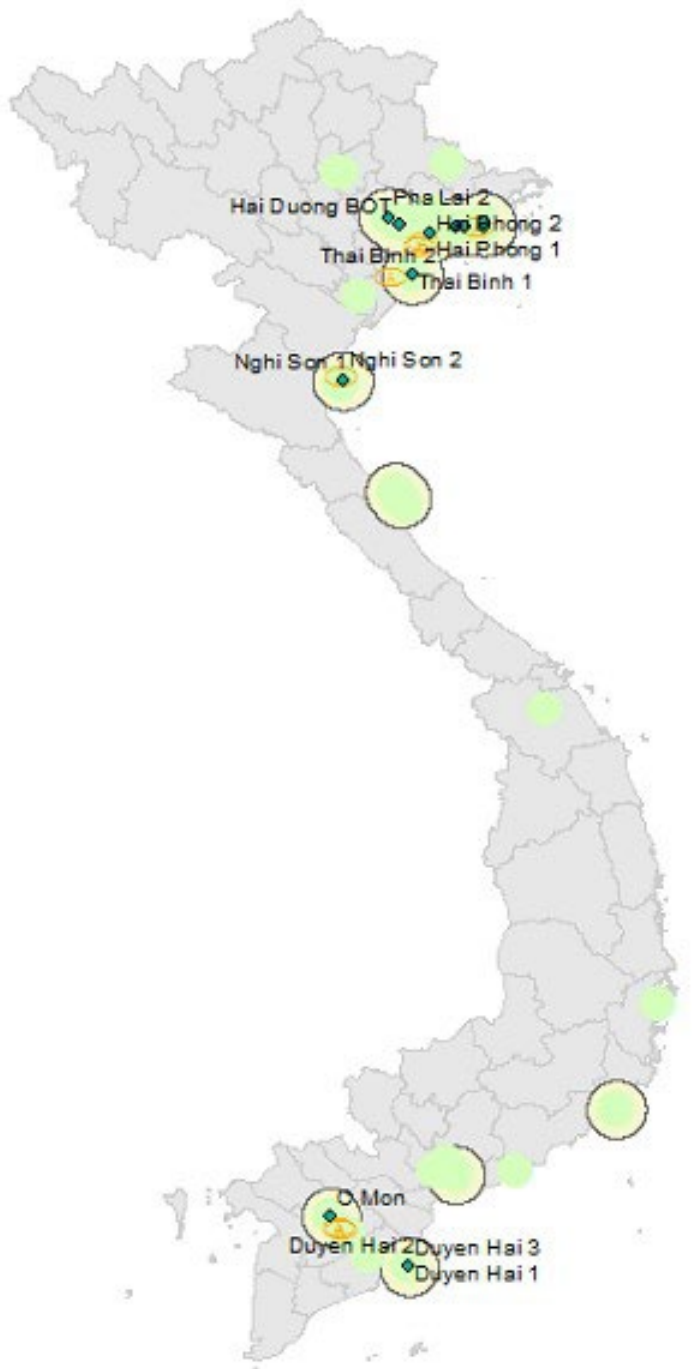 Pha Lai 2
Hai Duong BOT
Hai Phong 2
Hai Phong 1
Thai Binh 2
Thai Binh 1
Nghi Son 1
Nghi Son 2
O Mon
Duyen Hai 2
Duyen Hai 3
Duyen Hai 1